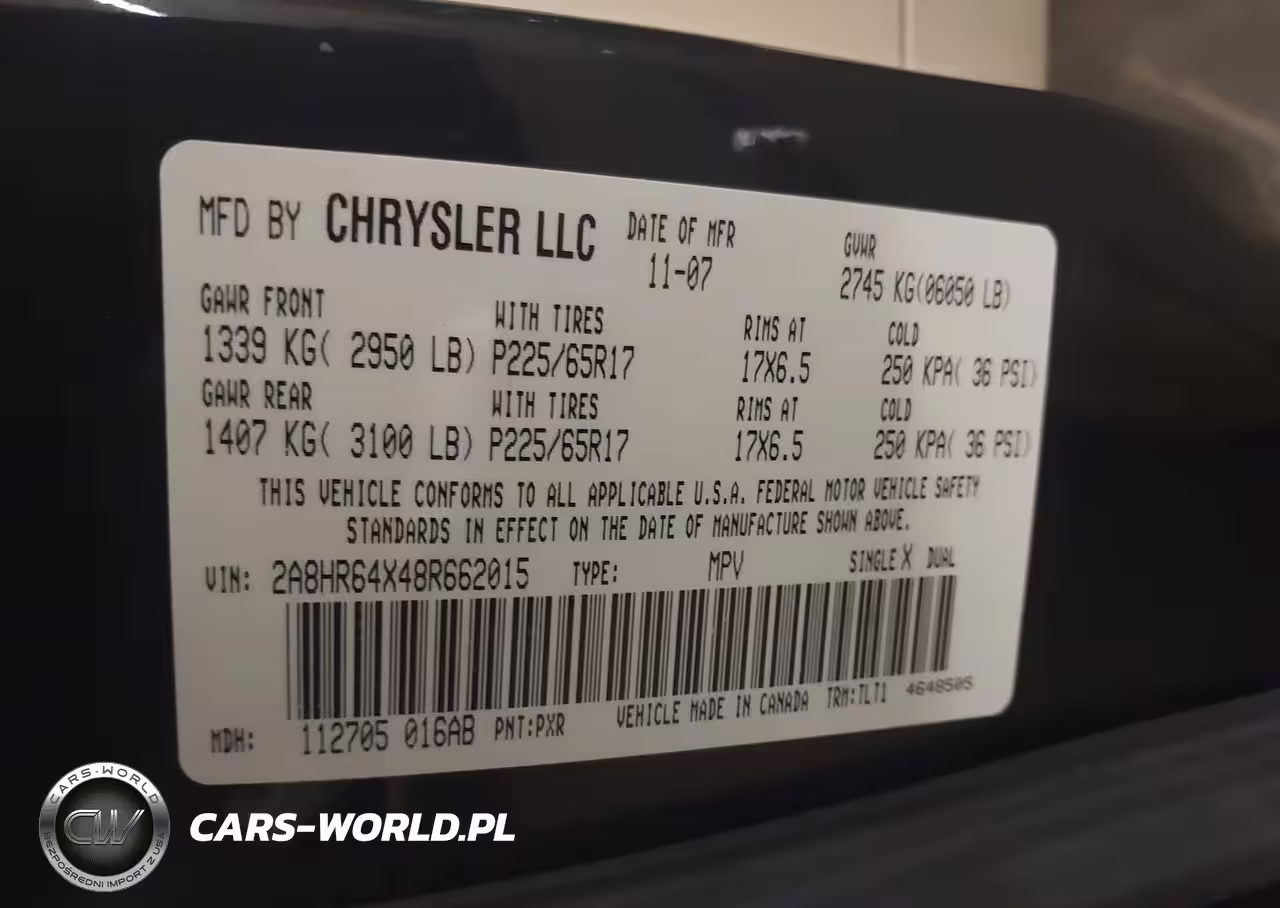 MFD BY CHRYSLER LLC DATE OF MFR GVWR
11-07 2745 KG(06050 LB)
GAWR FRONT WITH TIRES RIMS AT COLD
1339 KG( 2950 LB) P225/65R17 17X6.5 250 KPA( 36 PSI)
GAWR REAR WITH TIRES RIMS AT COLD
1407 KG( 3100 LB) P225/65R17 17X6.5 250 KPA( 36 PSI)
THIS VEHICLE CONFORMS TO ALL APPLICABLE U.S.A. FEDERAL MOTOR VEHICLE SAFETY
STANDARDS IN EFFECT ON THE DATE OF MANUFACTURE SHOWN ABOVE.
VIN: 2A8HR64X48R662015 TYPE: MPV SINGLE X DUAL
MDH: 112705 016AB PNT:PXR VEHICLE MADE IN CANADA TRM:TLT1 4648505
CARS-WORLD
CW
BEZPOŚREDNI IMPORT Z USA
CARS-WORLD.PL